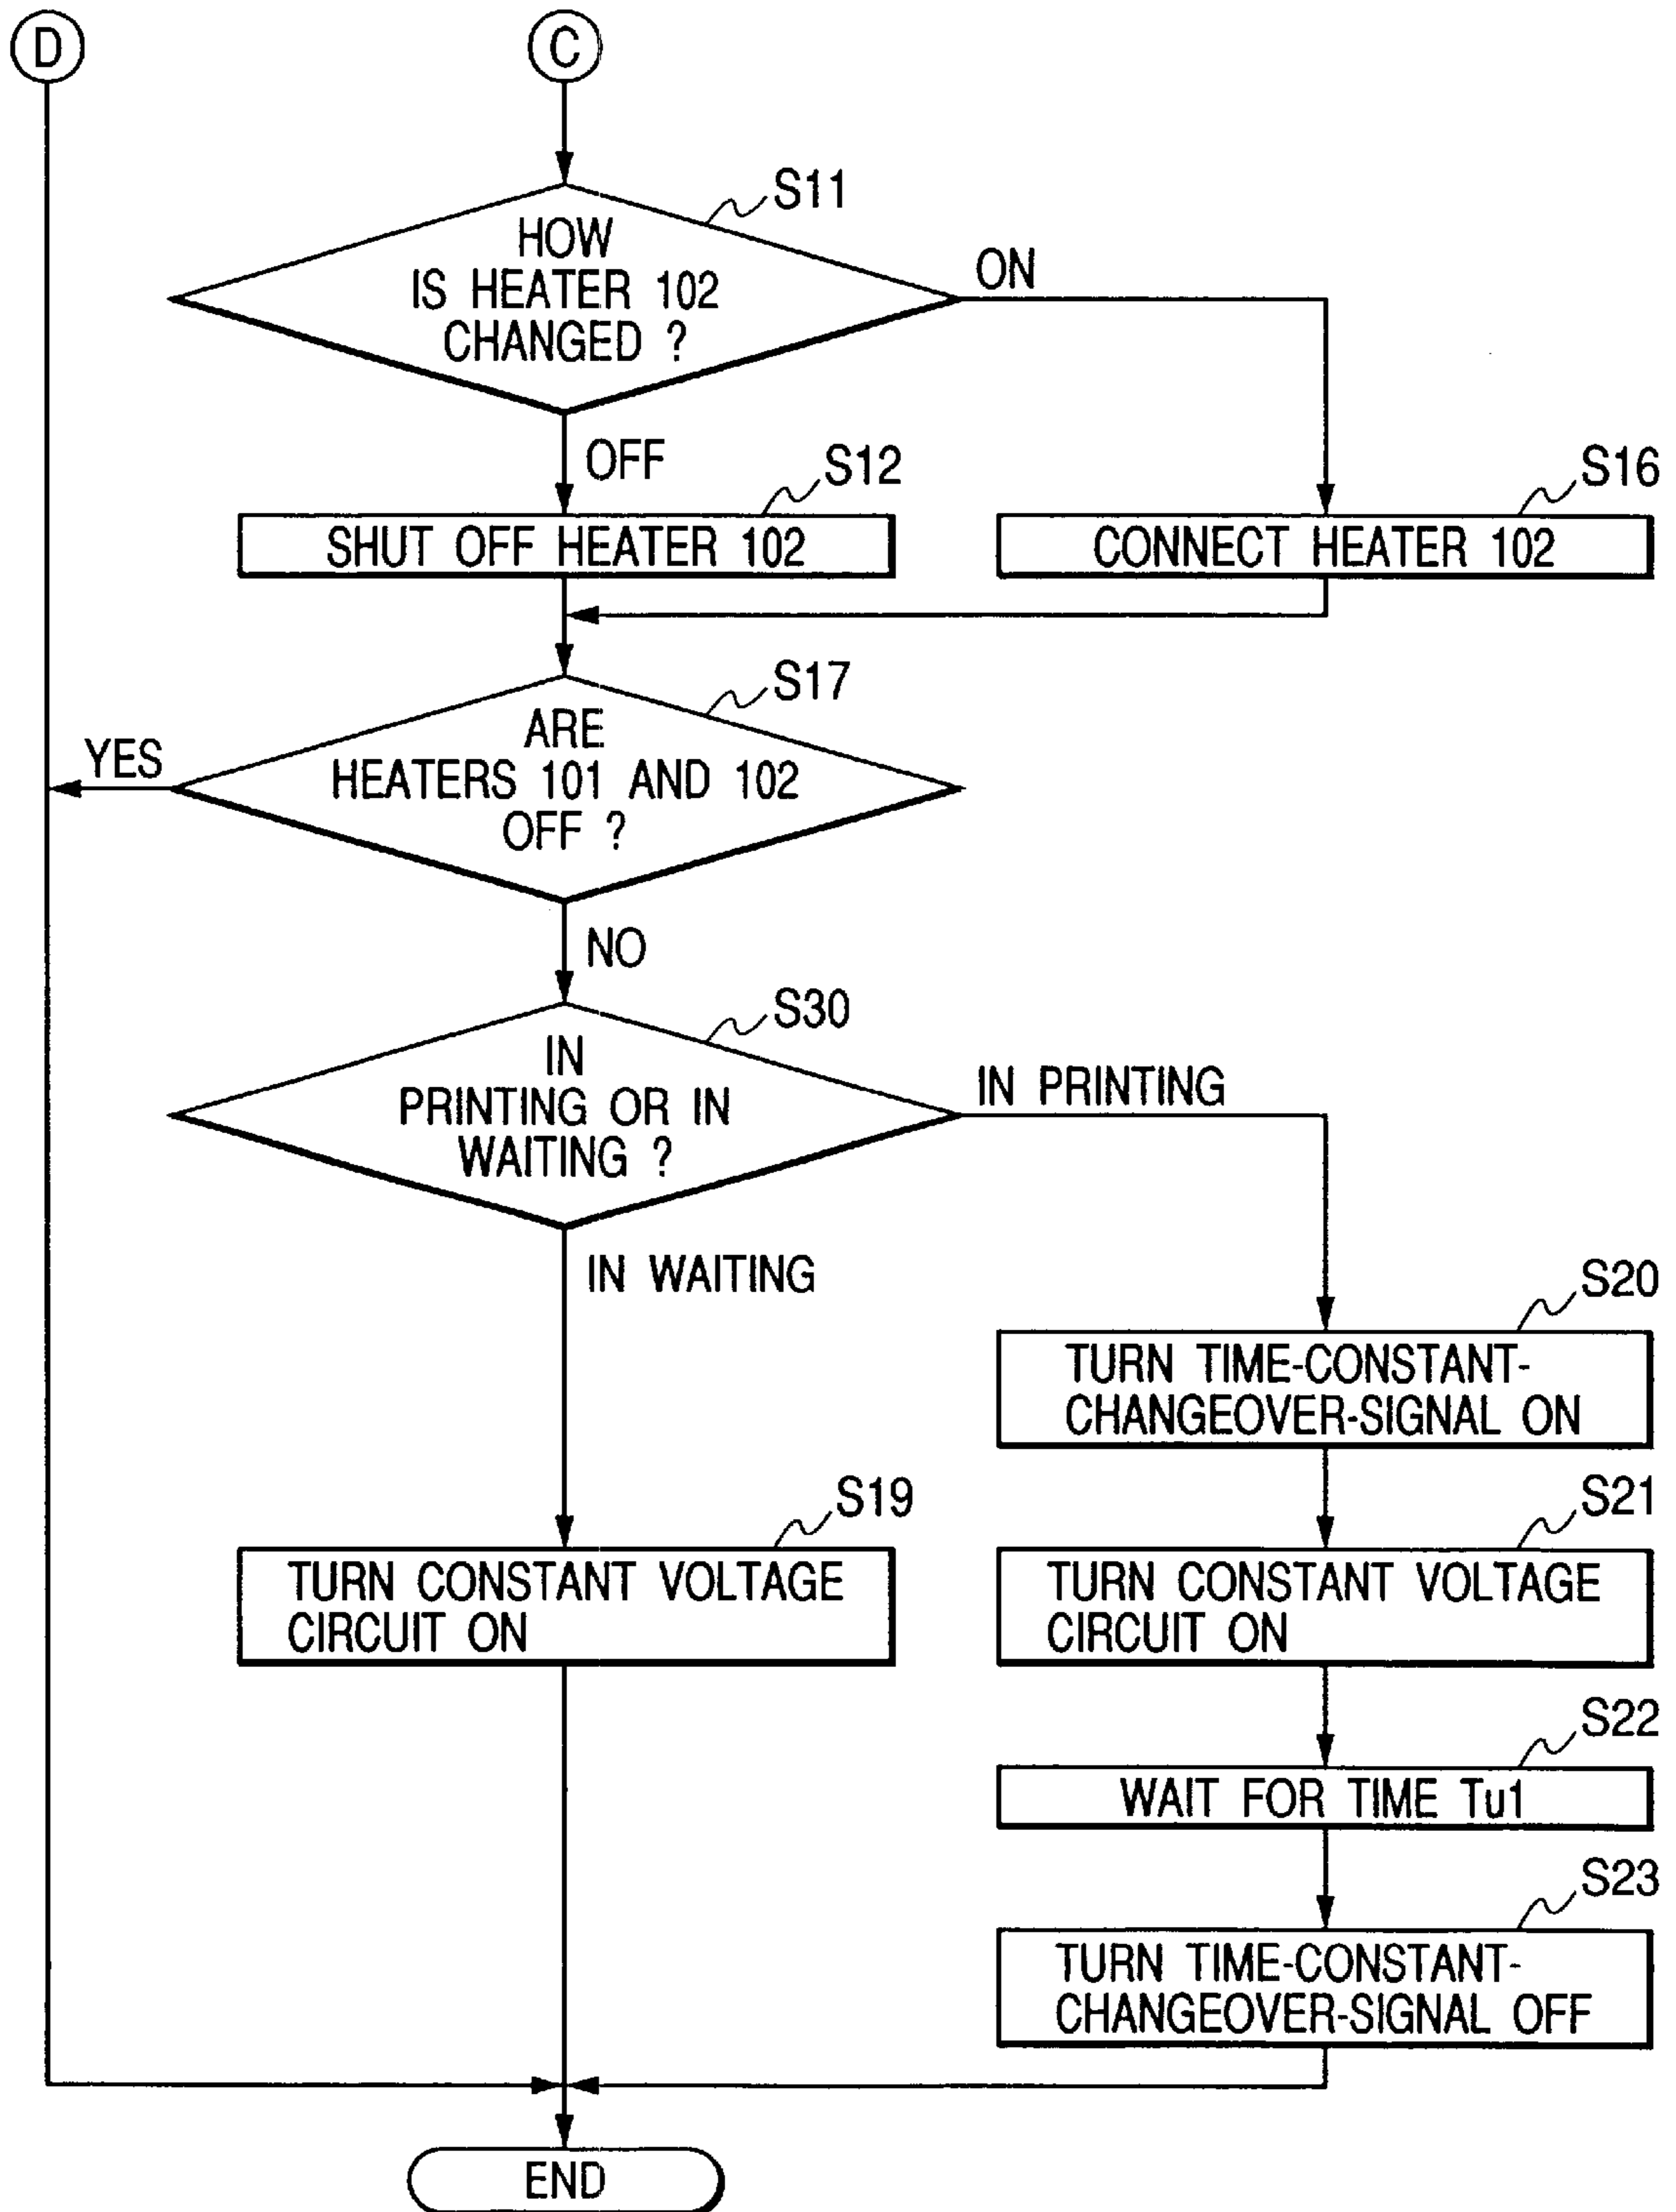 D
C
S11
HOW
IS HEATER 102
CHANGED ?
ON
OFF
S12
SHUT OFF HEATER 102
S16
CONNECT HEATER 102
S17
ARE
HEATERS 101 AND 102
OFF ?
YES
NO
S30
IN
PRINTING OR IN
WAITING ?
IN PRINTING
IN WAITING
S20
TURN TIME-CONSTANT-
CHANGEOVER-SIGNAL ON
S19
TURN CONSTANT VOLTAGE
CIRCUIT ON
S21
TURN CONSTANT VOLTAGE
CIRCUIT ON
S22
WAIT FOR TIME Tu1
S23
TURN TIME-CONSTANT-
CHANGEOVER-SIGNAL OFF
END